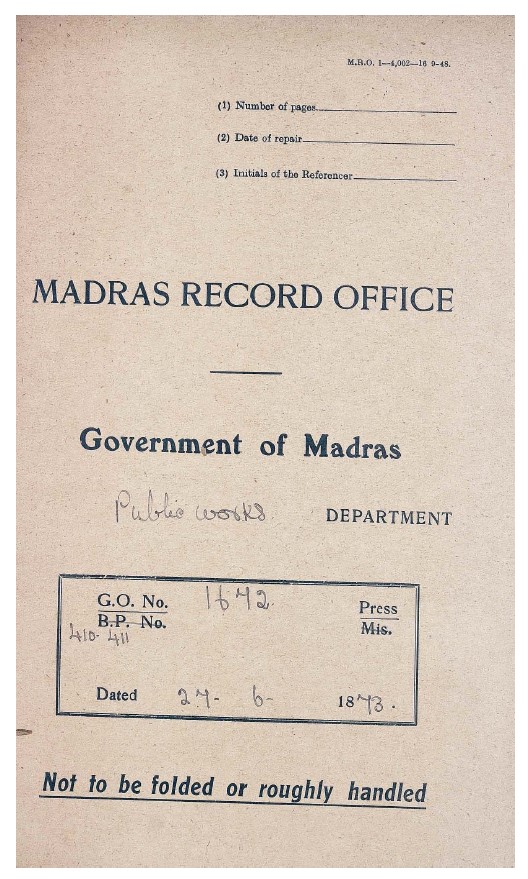 M.R.O. 1—4,002—16 9-48.
(1) Number of pages
(2) Date of repair
(3) Initials of the Referencer
MADRAS RECORD OFFICE
Government of Madras
Public works DEPARTMENT
G.O. No. 1672. Press
B.P. No. Mis.
410-411
Dated 27- 6- 1873.
Not to be folded or roughly handled